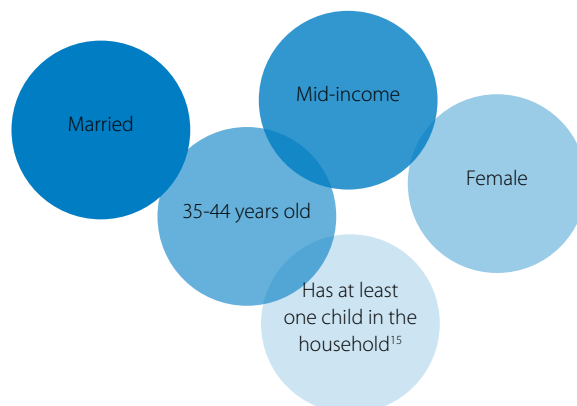 Married
Mid-income
Female
35-44 years old
Has at least
one child in the
household¹⁵